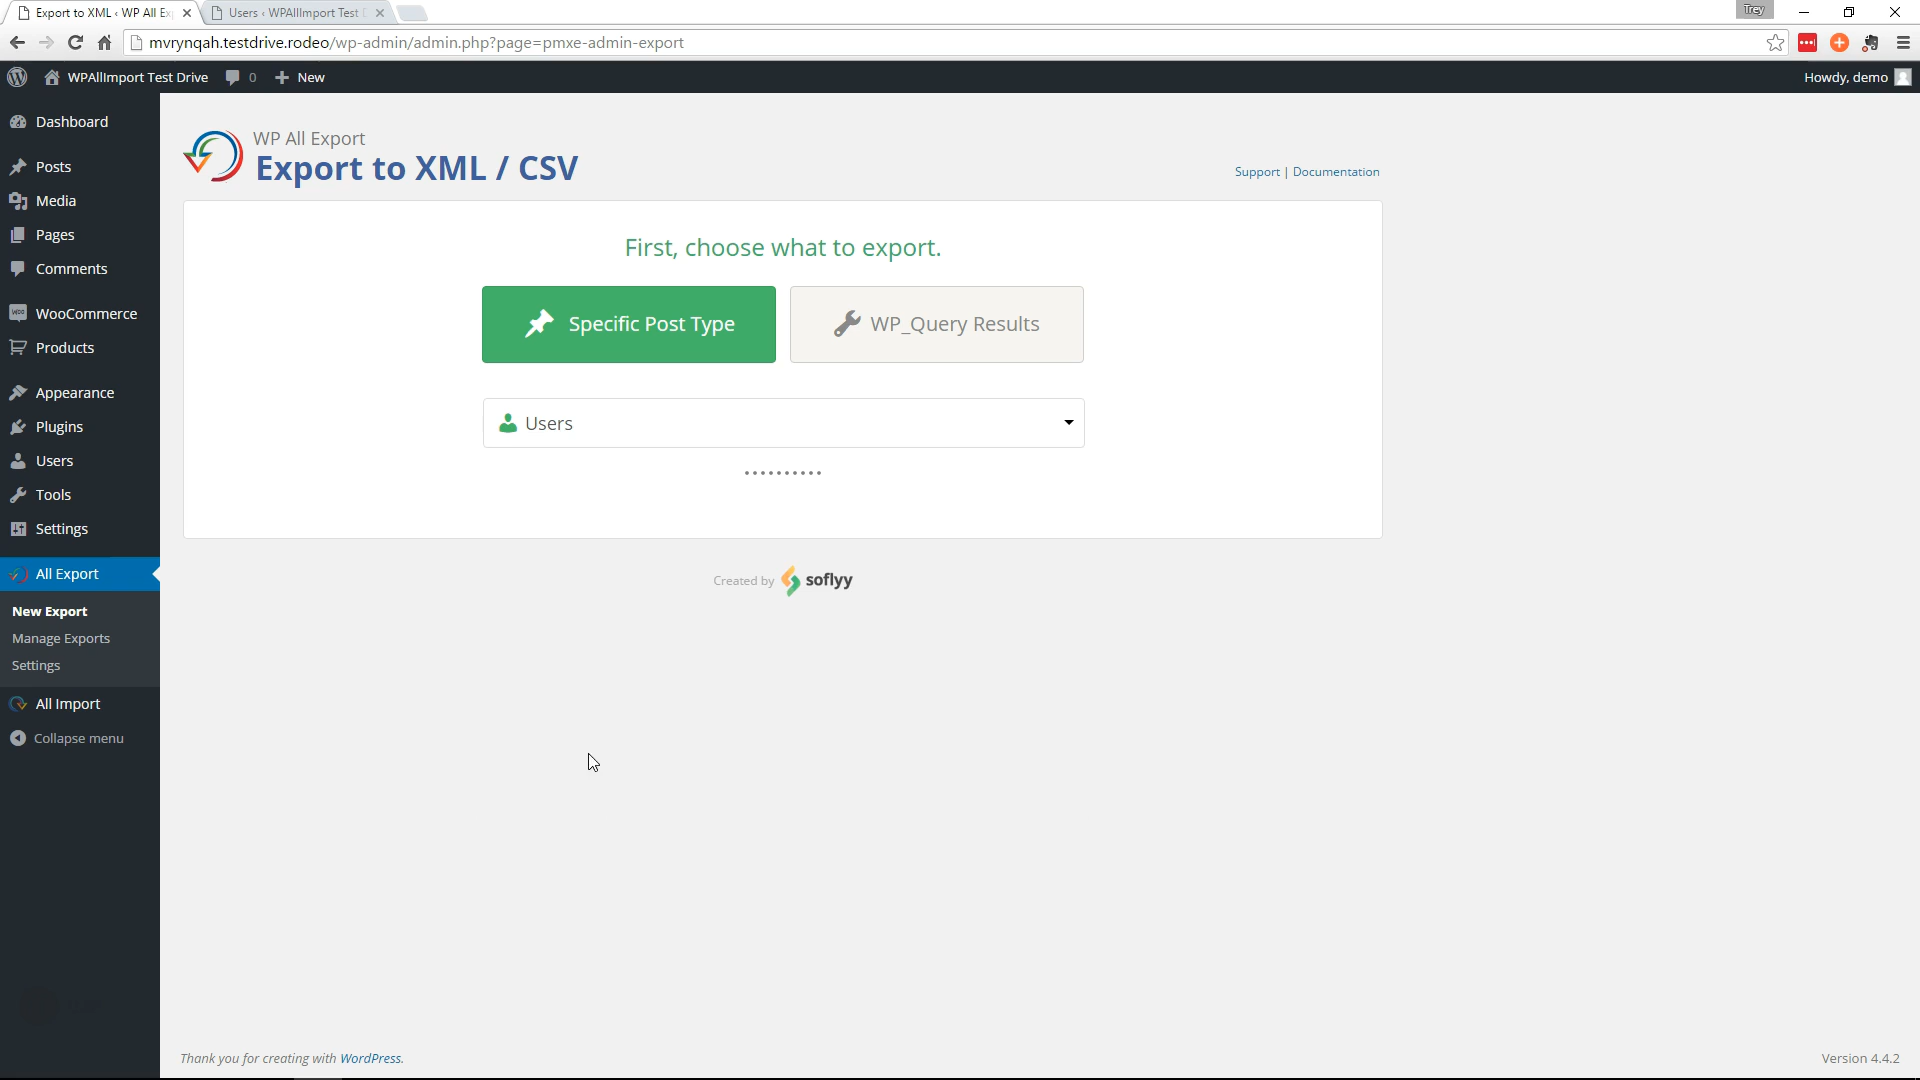 Export to XML ‹ WP All Ex
Users ‹ WPAllImport Test
Trey
mvrynqah.testdrive.rodeo/wp-admin/admin.php?page=pmxe-admin-export
WPAllImport Test Drive
0
New
Howdy, demo
Dashboard
Posts
Media
Pages
Comments
WooCommerce
Products
Appearance
Plugins
Users
Tools
Settings
All Export
New Export
Manage Exports
Settings
All Import
Collapse menu
WP All Export
Export to XML / CSV
Support | Documentation
First, choose what to export.
Specific Post Type
WP_Query Results
Users
Created by soflyy
Thank you for creating with WordPress.
Version 4.4.2